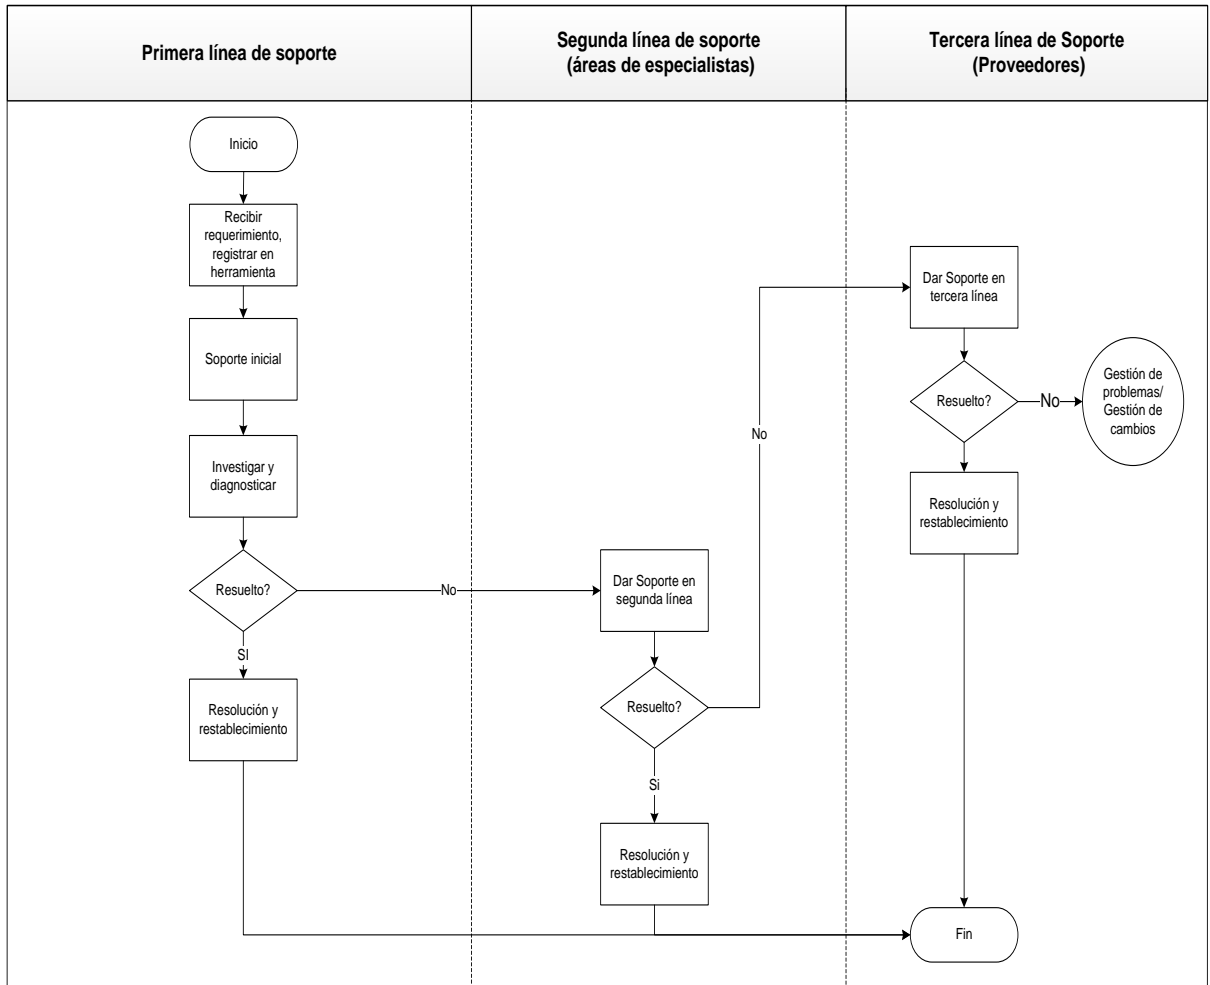 Primera línea de soporte
Segunda línea de soporte
(áreas de especialistas)
Tercera línea de Soporte
(Proveedores)
Inicio
Recibir
requerimiento,
registrar en
herramienta
Soporte inicial
Investigar y
diagnosticar
Resuelto?
No
SI
Resolución y
restablecimiento
Dar Soporte en
segunda línea
Resuelto?
No
Si
Resolución y
restablecimiento
Dar Soporte en
tercera línea
Resuelto?
No
Gestión de
problemas/
Gestión de
cambios
Resolución y
restablecimiento
Fin